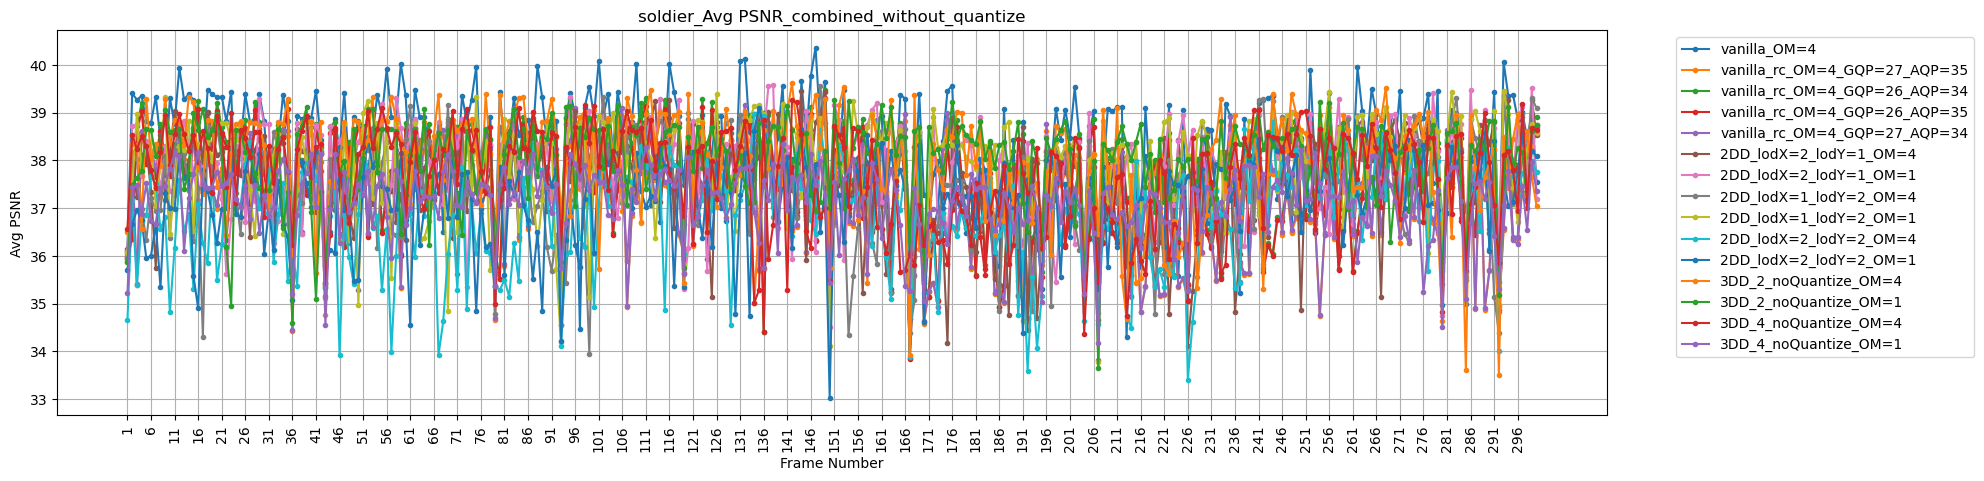 soldier_Avg PSNR_combined_without_quantize
Avg PSNR
40
39
38
37
36
35
34
33
1 6 11 16 21 26 31 36 41 46 51 56 61 66 71 76 81 86 91 96 101 106 111 116 121 126 131 136 141 146 151 156 161 166 171 176 181 186 191 196 201 206 211 216 221 226 231 236 241 246 251 256 261 266 271 276 281 286 291 296
Frame Number
vanilla_OM=4
vanilla_rc_OM=4_GQP=27_AQP=35
vanilla_rc_OM=4_GQP=26_AQP=34
vanilla_rc_OM=4_GQP=26_AQP=35
vanilla_rc_OM=4_GQP=27_AQP=34
2DD_lodX=2_lodY=1_OM=4
2DD_lodX=2_lodY=1_OM=1
2DD_lodX=1_lodY=2_OM=4
2DD_lodX=1_lodY=2_OM=1
2DD_lodX=2_lodY=2_OM=4
2DD_lodX=2_lodY=2_OM=1
3DD_2_noQuantize_OM=4
3DD_2_noQuantize_OM=1
3DD_4_noQuantize_OM=4
3DD_4_noQuantize_OM=1